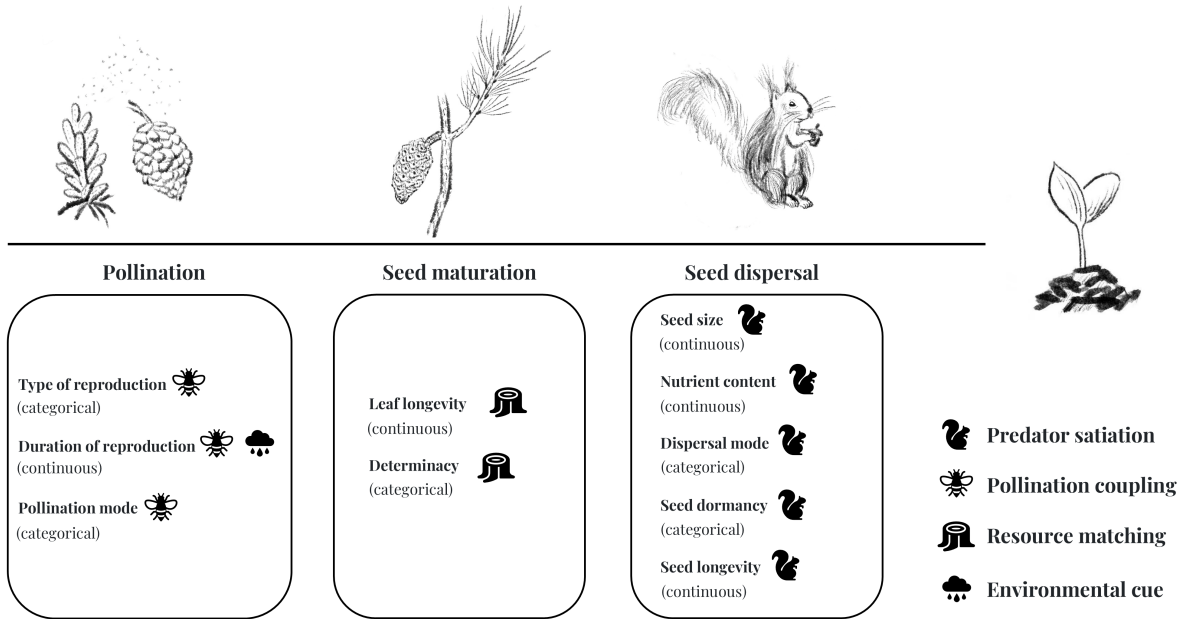 Pollination
Type of reproduction
(categorical)
Duration of reproduction
(continuous)
Pollination mode
(categorical)
Seed maturation
Leaf longevity
(continuous)
Determinacy
(categorical)
Seed dispersal
Seed size
(continuous)
Nutrient content
(continuous)
Dispersal mode
(categorical)
Seed dormancy
(categorical)
Seed longevity
(continuous)
Predator satiation
Pollination coupling
Resource matching
Environmental cue